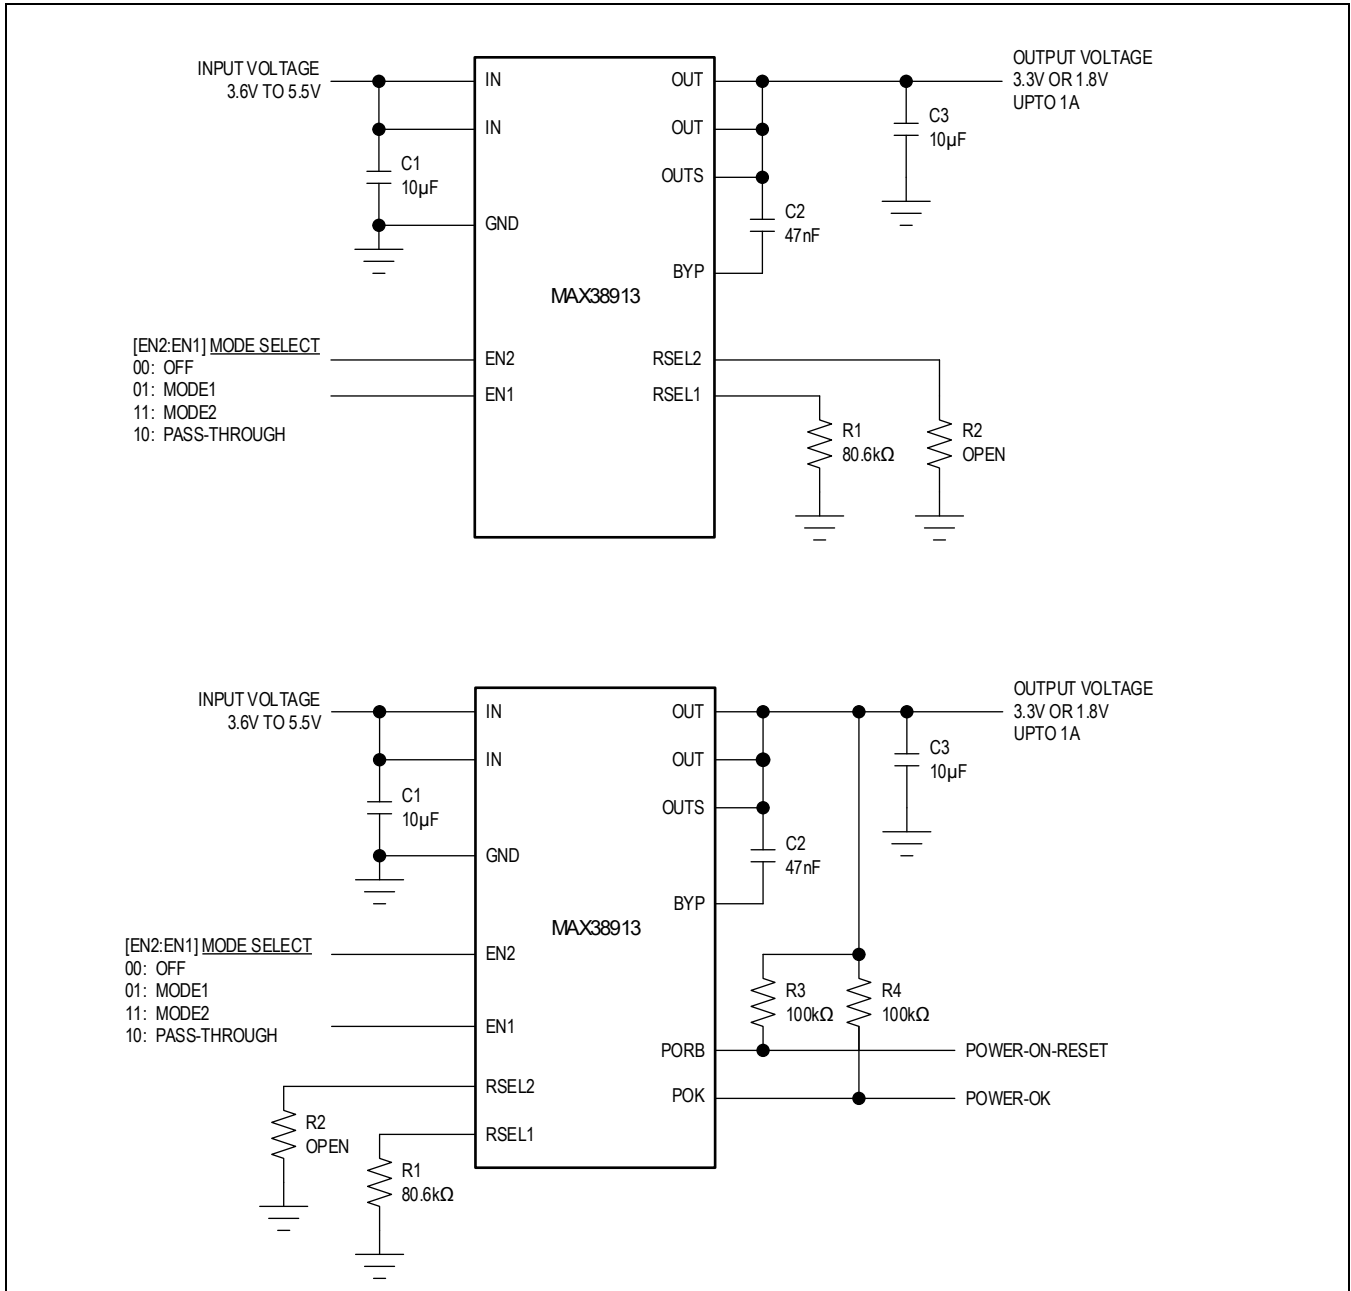 INPUT VOLTAGE
3.6V TO 5.5V
IN
IN
C1
10µF
GND
[EN2:EN1] MODE SELECT
00: OFF
01: MODE1
11: MODE2
10: PASS-THROUGH
EN2
EN1
MAX38913
OUT
OUT
OUTS
BYP
RSEL2
RSEL1
C2
47nF
C3
10µF
OUTPUT VOLTAGE
3.3V OR 1.8V
UPTO 1A
R1
80.6kΩ
R2
OPEN
INPUT VOLTAGE
3.6V TO 5.5V
IN
IN
C1
10µF
GND
[EN2:EN1] MODE SELECT
00: OFF
01: MODE1
11: MODE2
10: PASS-THROUGH
EN2
EN1
RSEL2
RSEL1
R2
OPEN
R1
80.6kΩ
MAX38913
OUT
OUT
OUTS
BYP
PORB
POK
C2
47nF
C3
10µF
OUTPUT VOLTAGE
3.3V OR 1.8V
UPTO 1A
R3
100kΩ
R4
100kΩ
POWER-ON-RESET
POWER-OK